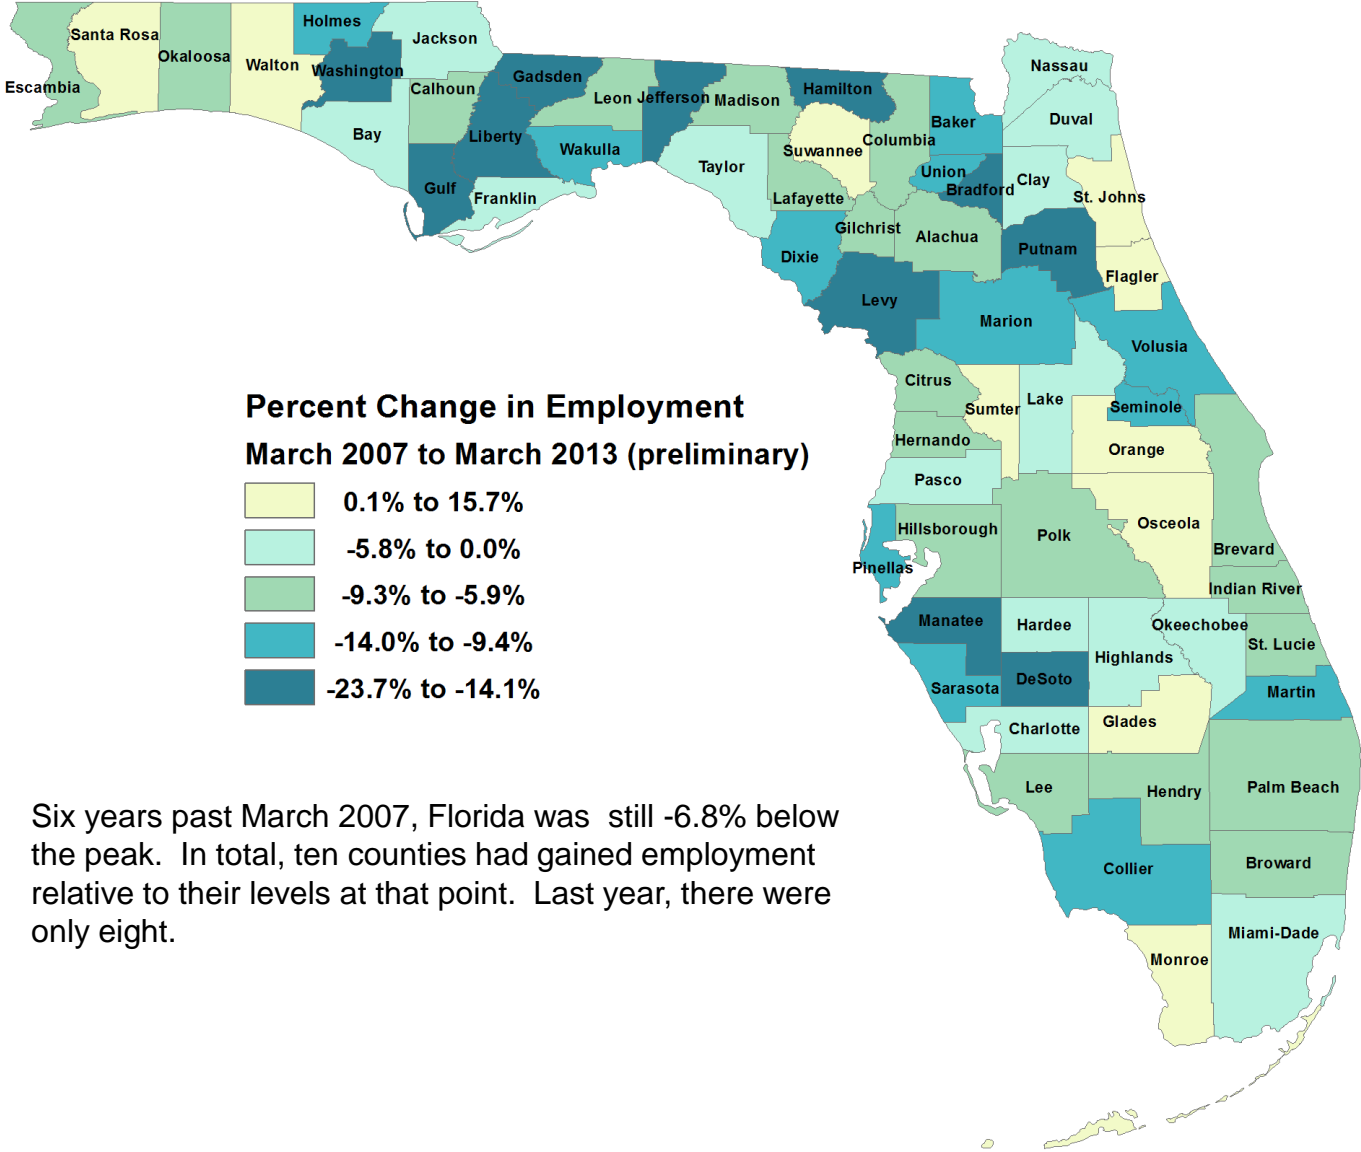 Holmes
Santa Rosa
Jackson
Okaloosa
Walton
Washington
Escambia
Calhoun
Bay
Gadsden
Leon
Jefferson
Madison
Hamilton
Liberty
Wakulla
Gulf
Franklin
Taylor
Suwannee
Columbia
Lafayette
Baker
Union
Bradford
Nassau
Duval
Clay
St. Johns
Gilchrist
Alachua
Dixie
Putnam
Flagler
Levy
Marion
Volusia
Citrus
Sumter
Lake
Seminole
Hernando
Orange
Pasco
Hillsborough
Polk
Osceola
Pinellas
Brevard
Indian River
Manatee
Hardee
Okeechobee
Highlands
St. Lucie
DeSoto
Sarasota
Martin
Charlotte
Glades
Lee
Hendry
Palm Beach
Collier
Broward
Miami-Dade
Monroe
Percent Change in Employment
March 2007 to March 2013 (preliminary)
0.1% to 15.7%
-5.8% to 0.0%
-9.3% to -5.9%
-14.0% to -9.4%
-23.7% to -14.1%
Six years past March 2007, Florida was  still -6.8% below
the peak.  In total, ten counties had gained employment
relative to their levels at that point.  Last year, there were
only eight.